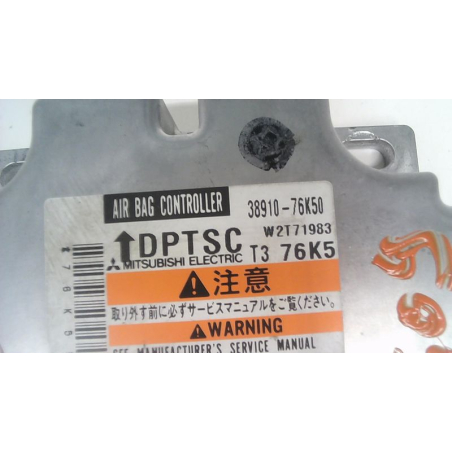 AIR BAG CONTROLLER 38910-76K50
W2T71983
DPTSC
MITSUBISHI ELECTRIC T3 76K5
注意
取り外す前に必ずサービスマニュアルをご覧ください。
WARNING
SEE MANUFACTURER'S SERVICE MANUAL
76K5